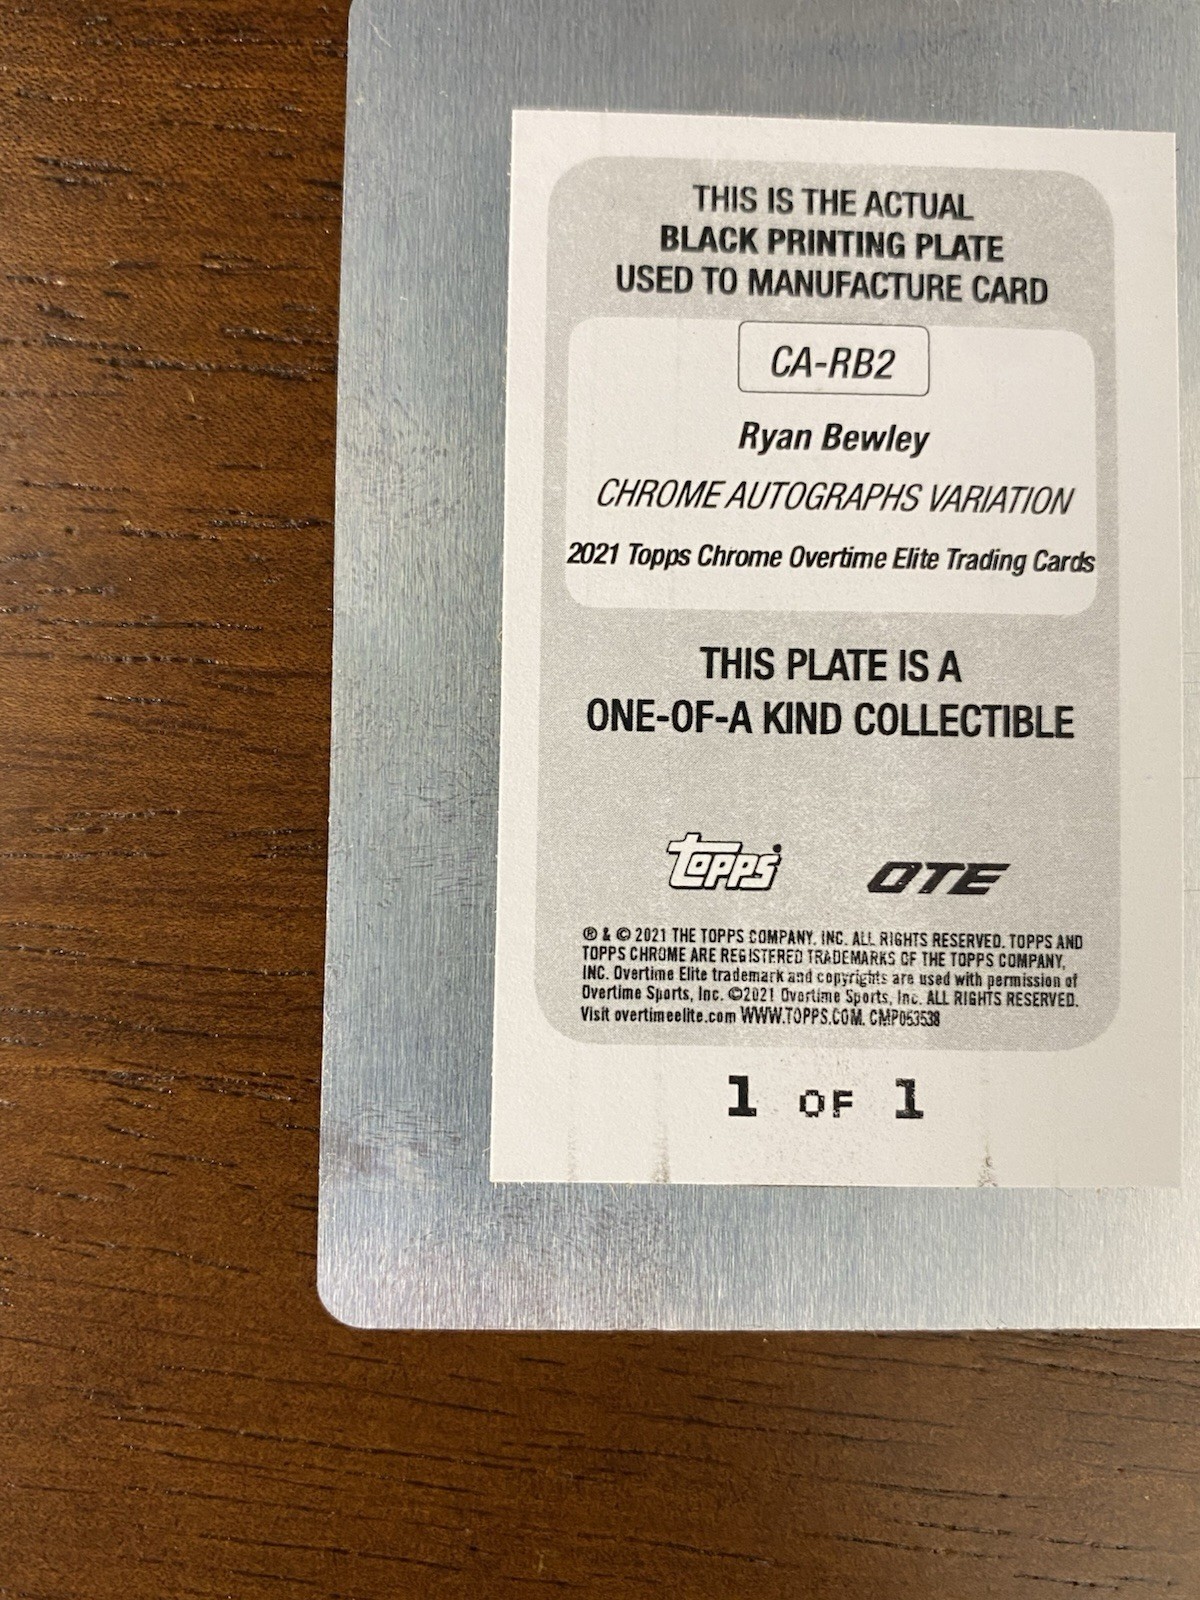 THIS IS THE ACTUAL
BLACK PRINTING PLATE
USED TO MANUFACTURE CARD
CA-RB2
Ryan Bewley
CHROME AUTOGRAPHS VARIATION
2021 Topps Chrome Overtime Elite Trading Cards
THIS PLATE IS A
ONE-OF-A KIND COLLECTIBLE
Topps OTE
® & © 2021 THE TOPPS COMPANY, INC. ALL RIGHTS RESERVED. TOPPS AND
TOPPS CHROME ARE REGISTERED TRADEMARKS OF THE TOPPS COMPANY,
INC. Overtime Elite trademark and copyrights are used with permission of
Overtime Sports, Inc. ©2021 Overtime Sports, Inc. ALL RIGHTS RESERVED.
Visit overtimeelite.com WWW.TOPPS.COM. CMP053538
1 OF 1